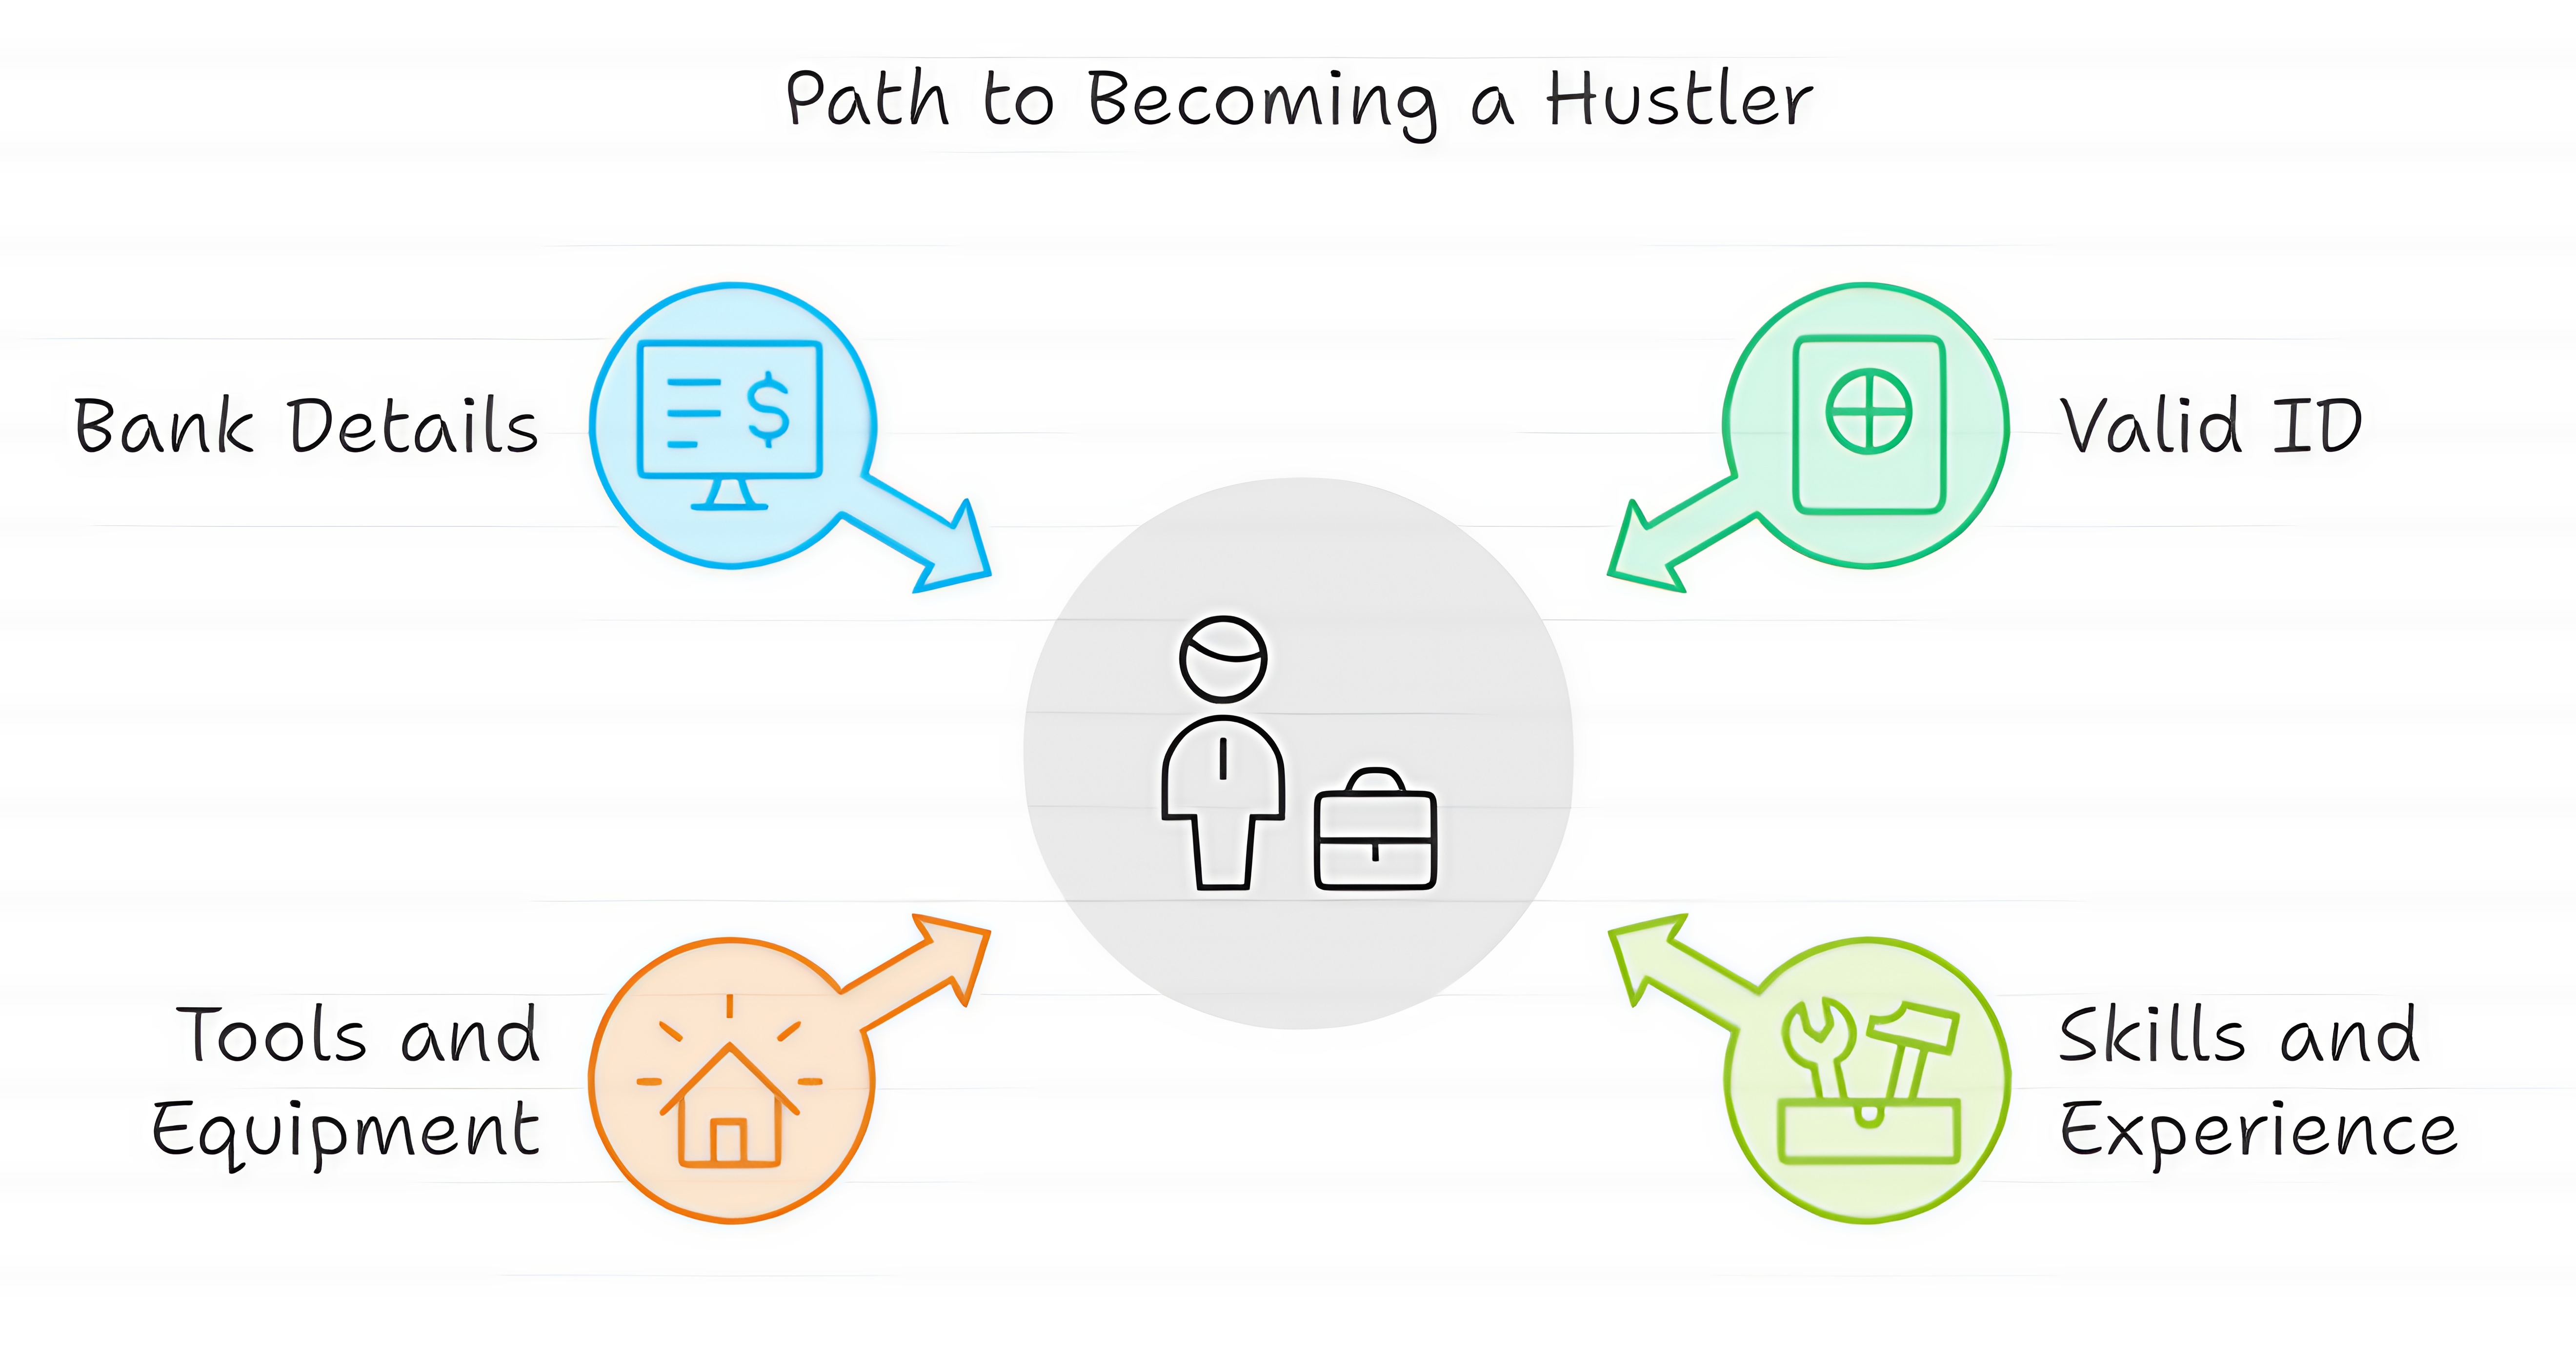 Path to Becoming a Hustler
Bank Details
Valid ID
Tools and
Equipment
Skills and
Experience